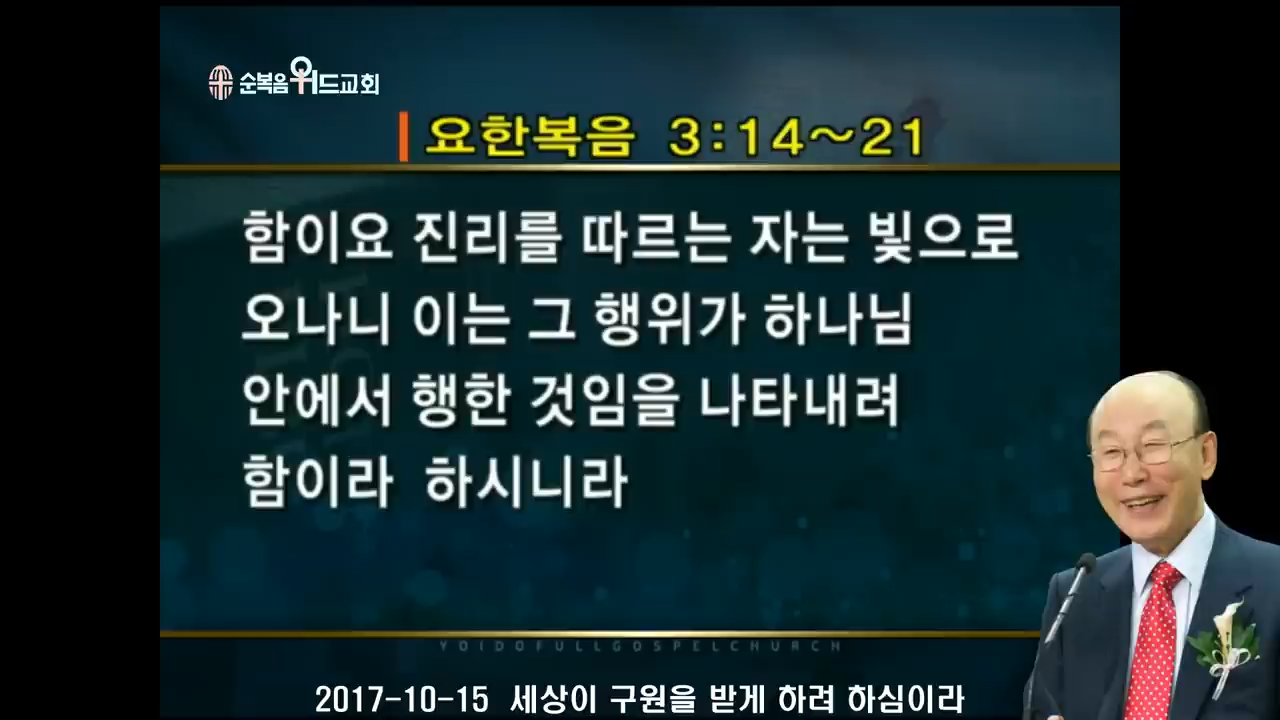 순복음워드교회
요한복음 3:14~21
함이요 진리를 따르는 자는 빛으로
오나니 이는 그 행위가 하나님
안에서 행한 것임을 나타내려
함이라 하시니라
YOIDOFULLGOSPELCHURCH
2017-10-15 세상이 구원을 받게 하려 하심이라